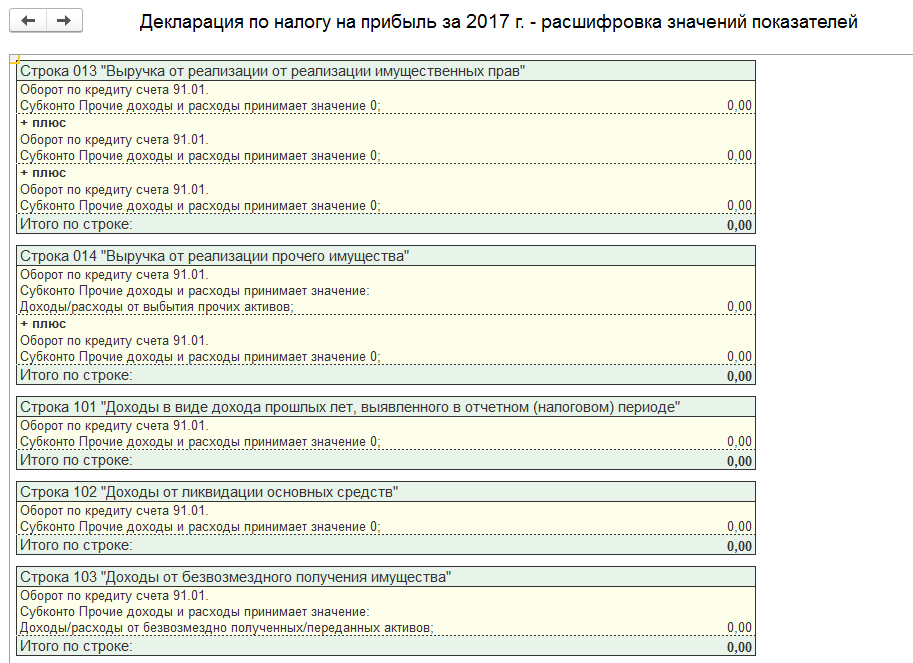 Декларация по налогу на прибыль за 2017 г. - расшифровка значений показателей
Строка 013 "Выручка от реализации от реализации имущественных прав"
Оборот по кредиту счета 91.01.
Субконто Прочие доходы и расходы принимает значение 0; 0,00
+ плюс
Оборот по кредиту счета 91.01.
Субконто Прочие доходы и расходы принимает значение 0; 0,00
+ плюс
Оборот по кредиту счета 91.01.
Субконто Прочие доходы и расходы принимает значение 0; 0,00
Итого по строке: 0,00
Строка 014 "Выручка от реализации прочего имущества"
Оборот по кредиту счета 91.01.
Субконто Прочие доходы и расходы принимает значение:
Доходы/расходы от выбытия прочих активов; 0,00
+ плюс
Оборот по кредиту счета 91.01.
Субконто Прочие доходы и расходы принимает значение 0; 0,00
Итого по строке: 0,00
Строка 101 "Доходы в виде дохода прошлых лет, выявленного в отчетном (налоговом) периоде"
Оборот по кредиту счета 91.01.
Субконто Прочие доходы и расходы принимает значение 0; 0,00
Итого по строке: 0,00
Строка 102 "Доходы от ликвидации основных средств"
Оборот по кредиту счета 91.01.
Субконто Прочие доходы и расходы принимает значение 0; 0,00
Итого по строке: 0,00
Строка 103 "Доходы от безвозмездного получения имущества"
Оборот по кредиту счета 91.01.
Субконто Прочие доходы и расходы принимает значение:
Доходы/расходы от безвозмездно полученных/переданных активов; 0,00
Итого по строке: 0,00